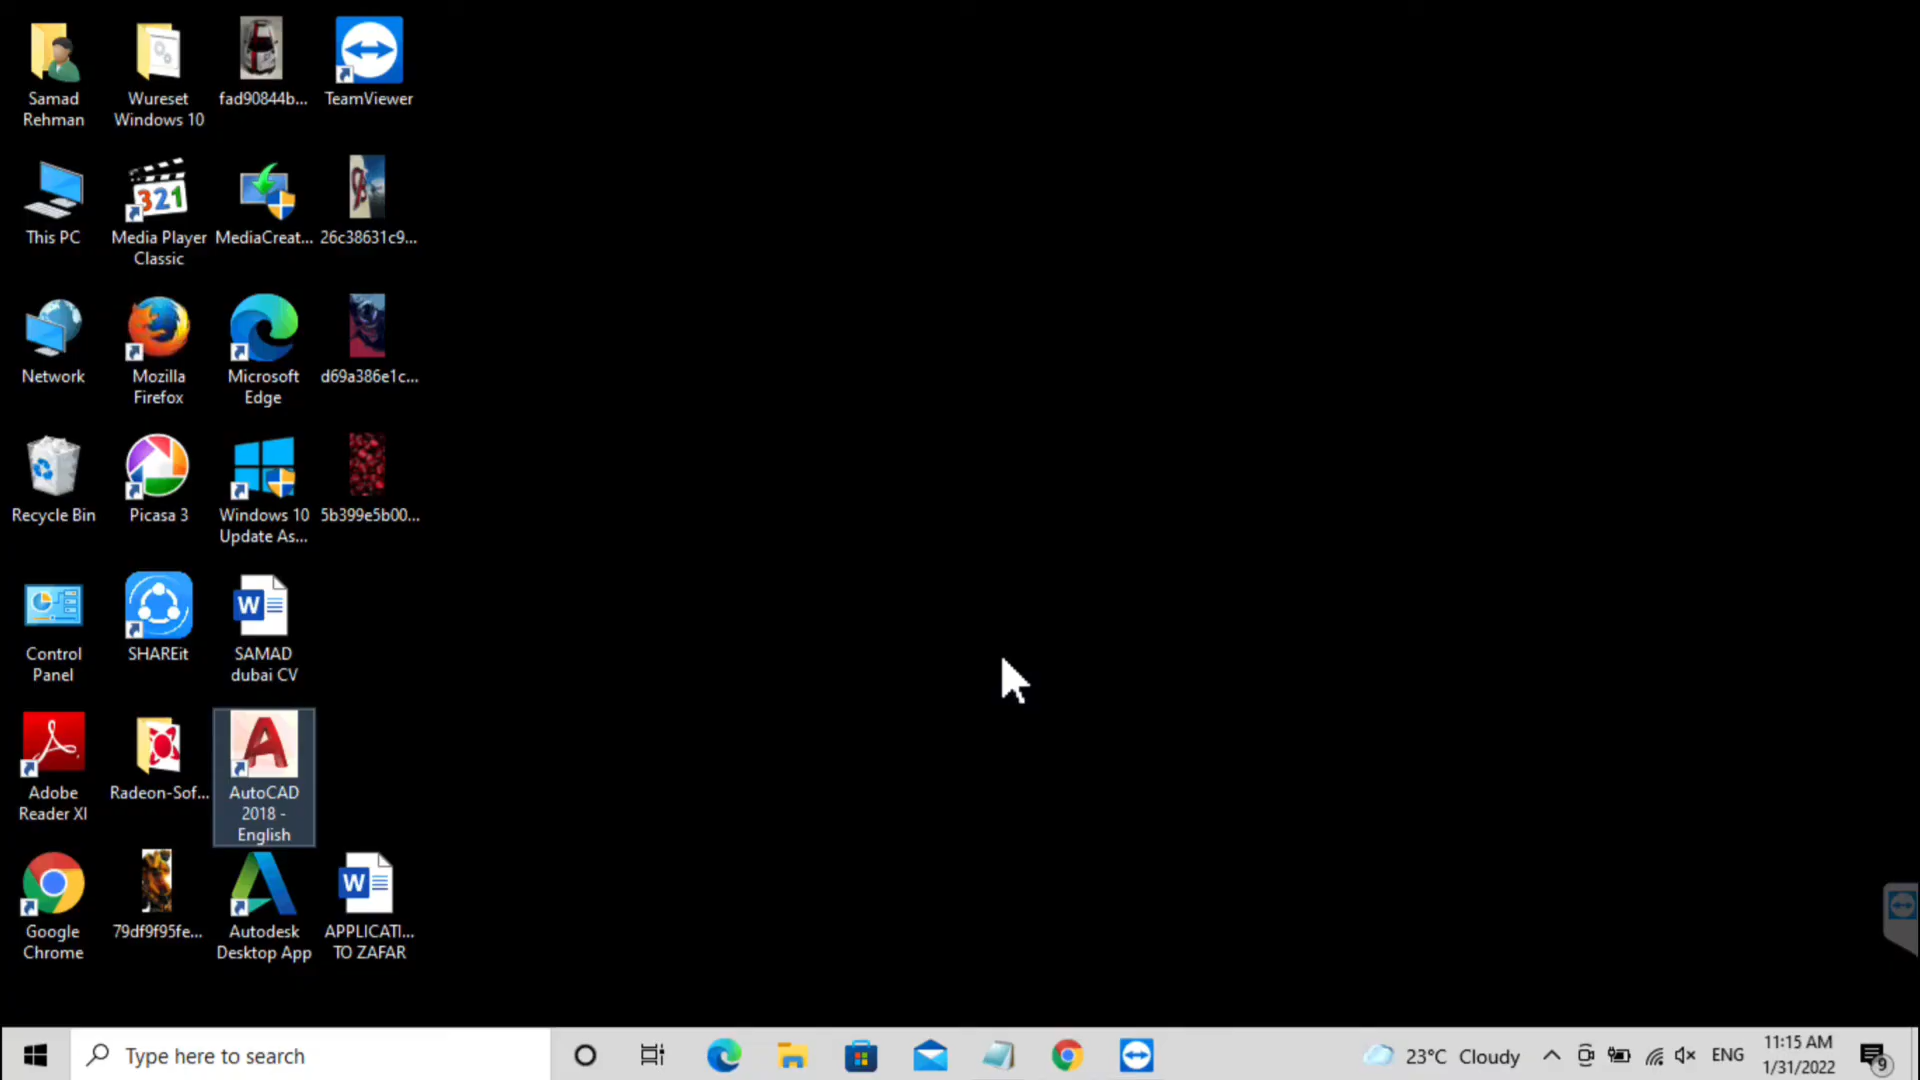 Samad
Rehman
Wureset
Windows 10
fad90844b...
TeamViewer
This PC
321
Media Player
Classic
MediaCreat...
26c38631c9...
Network
Mozilla
Firefox
Microsoft
Edge
d69a386e1c...
Recycle Bin
Picasa 3
Windows 10
Update As...
5b399e5b00...
Control
Panel
SHAREit
W
SAMAD
dubai CV
Adobe
Reader XI
Radeon-Sof...
A
AutoCAD
2018 -
English
Google
Chrome
79df9f95fe...
Autodesk
Desktop App
W
APPLICATI...
TO ZAFAR
Type here to search
23°C Cloudy
ENG
11:15 AM
1/31/2022
9